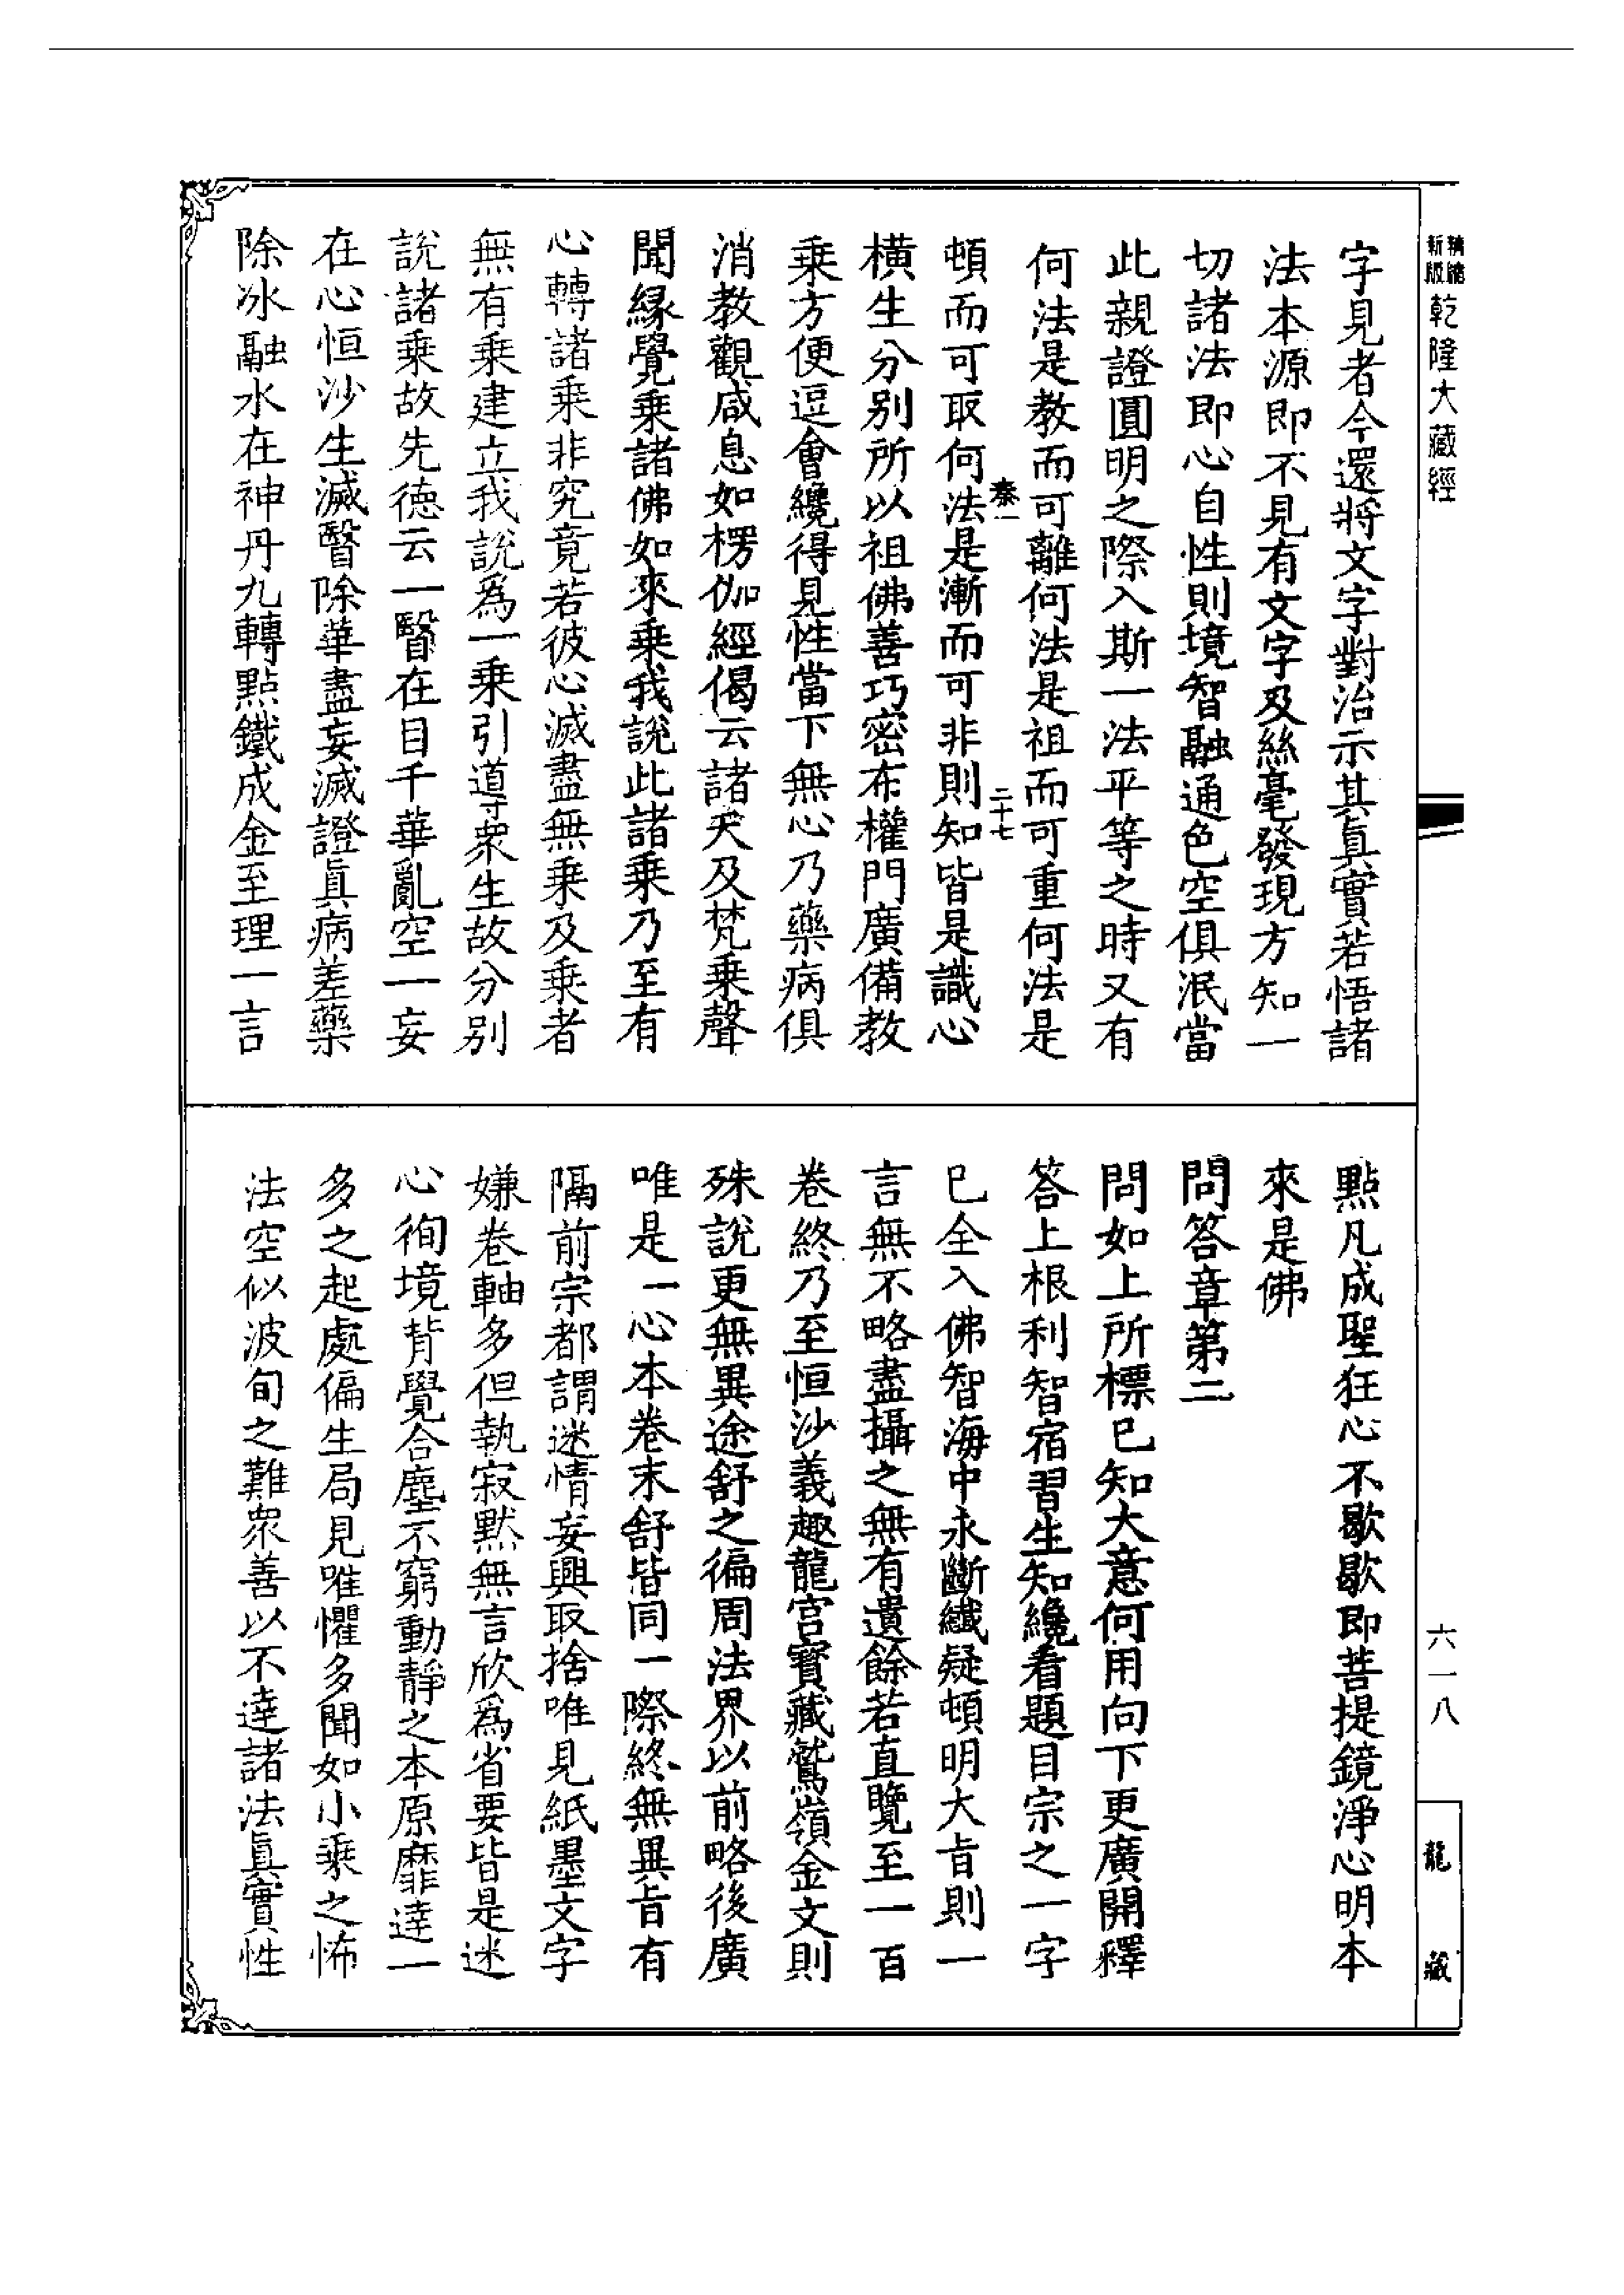 精縮新版乾隆大藏經
六一八
龍藏
字見者今還將文字對治示其真實若悟諸
法本源即不見有文字及絲毫發現方知一
切諸法即心自性則境智融通色空俱泯當
此親證圓明之際入斯一法平等之時又有
何法是教而可離何法是祖而可重何法是
秦一
二十七
頓而可取何法是漸而可非則知皆是識心
橫生分別所以祖佛善巧密布權門廣備教
乘方便逗會纔得見性當下無心乃藥病俱
消教觀咸息如楞伽經偈云諸天及梵乘聲
聞緣覺乘諸佛如來乘我說此諸乘乃至有
心轉諸乘非究竟若彼心滅盡無乘及乘者
無有乘建立我說為一乘引導眾生故分別
說諸乘故先德云一翳在目千華亂空一妄
在心恒沙生滅翳除華盡妄滅證真病差藥
除冰融水在神丹九轉點鐵成金至理一言
點凡成聖狂心不歇歇即菩提鏡淨心明本
來是佛
問答章第二
問如上所標已知大意何用向下更廣開釋
答上根利智宿習生知纔看題目宗之一字
已全入佛智海中永斷纖疑頓明大旨則一
言無不略盡攝之無有遺餘若直覽至一百
卷終乃至恒沙義趣龍宮寶藏鷲嶺金文則
殊說更無異途舒之徧周法界以前略後廣
唯是一心本卷末舒皆同一際終無異旨有
隔前宗都謂迷情妄興取捨唯見紙墨文字
嫌卷軸多但執寂默無言欣為省要皆是迷
心徇境背覺合塵不窮動靜之本原靡達一
多之起處偏生局見唯懼多聞如小乘之怖
法空似波旬之難眾善以不達諸法真實性